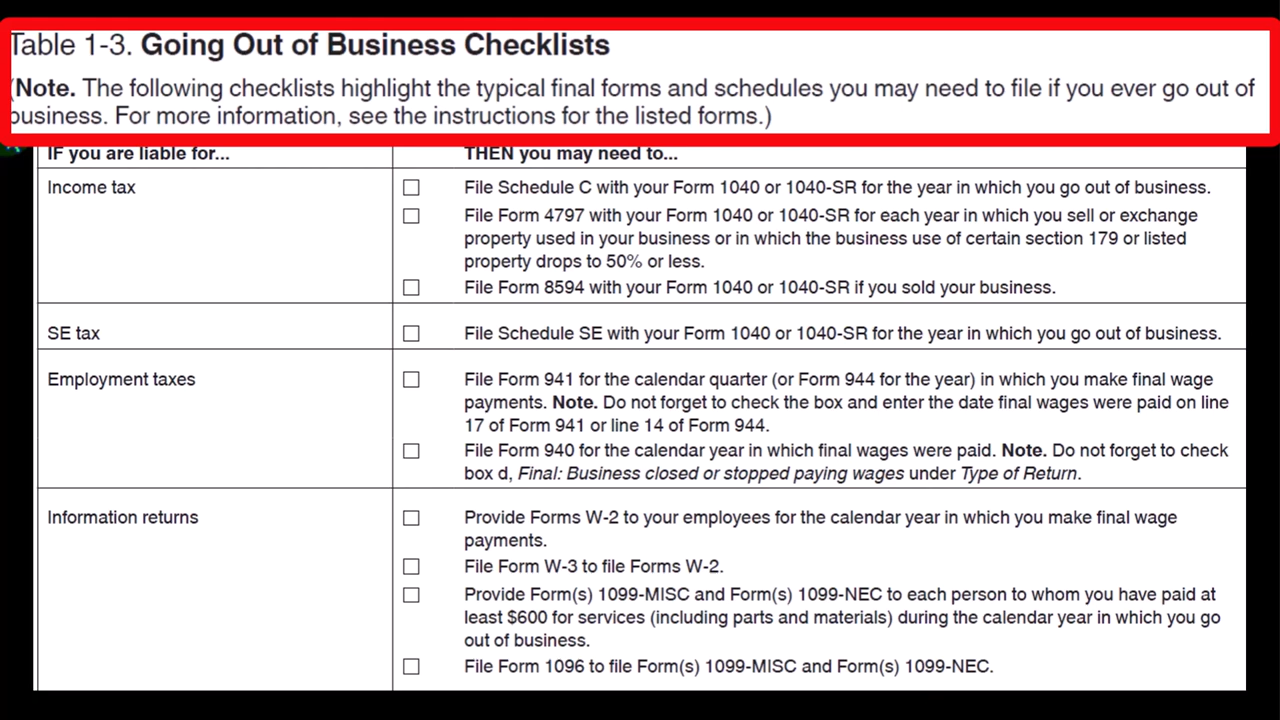 Table 1-3. Going Out of Business Checklists
(Note. The following checklists highlight the typical final forms and schedules you may need to file if you ever go out of
business. For more information, see the instructions for the listed forms.)
IF you are liable for... THEN you may need to...
Income tax File Schedule C with your Form 1040 or 1040-SR for the year in which you go out of business.
File Form 4797 with your Form 1040 or 1040-SR for each year in which you sell or exchange
property used in your business or in which the business use of certain section 179 or listed
property drops to 50% or less.
File Form 8594 with your Form 1040 or 1040-SR if you sold your business.
SE tax File Schedule SE with your Form 1040 or 1040-SR for the year in which you go out of business.
Employment taxes File Form 941 for the calendar quarter (or Form 944 for the year) in which you make final wage
payments. Note. Do not forget to check the box and enter the date final wages were paid on line
17 of Form 941 or line 14 of Form 944.
File Form 940 for the calendar year in which final wages were paid. Note. Do not forget to check
box d, Final: Business closed or stopped paying wages under Type of Return.
Information returns Provide Forms W-2 to your employees for the calendar year in which you make final wage
payments.
File Form W-3 to file Forms W-2.
Provide Form(s) 1099-MISC and Form(s) 1099-NEC to each person to whom you have paid at
least $600 for services (including parts and materials) during the calendar year in which you go
out of business.
File Form 1096 to file Form(s) 1099-MISC and Form(s) 1099-NEC.